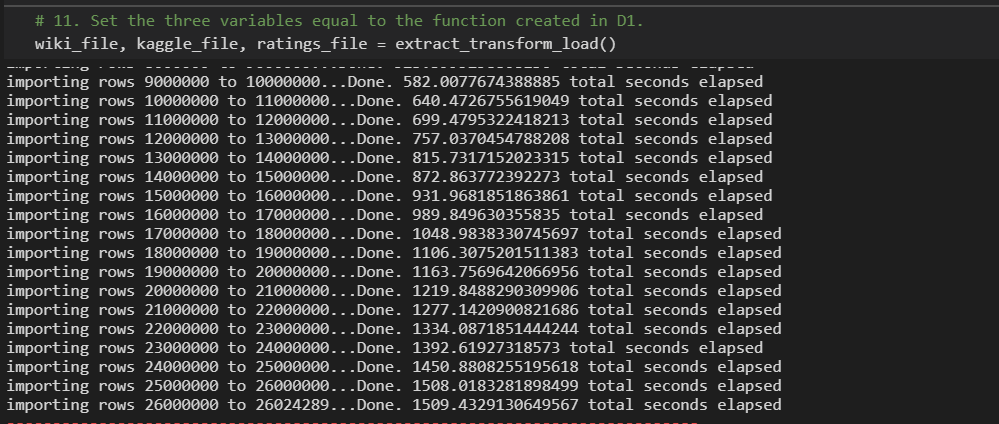 # 11. Set the three variables equal to the function created in D1.
wiki_file, kaggle_file, ratings_file = extract_transform_load()
importing rows 9000000 to 10000000...Done. 582.0077674388885 total seconds elapsed
importing rows 10000000 to 11000000...Done. 640.4726755619049 total seconds elapsed
importing rows 11000000 to 12000000...Done. 699.4795322418213 total seconds elapsed
importing rows 12000000 to 13000000...Done. 757.0370454788208 total seconds elapsed
importing rows 13000000 to 14000000...Done. 815.7317152023315 total seconds elapsed
importing rows 14000000 to 15000000...Done. 872.863772392273 total seconds elapsed
importing rows 15000000 to 16000000...Done. 931.9681851863861 total seconds elapsed
importing rows 16000000 to 17000000...Done. 989.849630355835 total seconds elapsed
importing rows 17000000 to 18000000...Done. 1048.9838330745697 total seconds elapsed
importing rows 18000000 to 19000000...Done. 1106.3075201511383 total seconds elapsed
importing rows 19000000 to 20000000...Done. 1163.7569642066956 total seconds elapsed
importing rows 20000000 to 21000000...Done. 1219.8488290309906 total seconds elapsed
importing rows 21000000 to 22000000...Done. 1277.1420900821686 total seconds elapsed
importing rows 22000000 to 23000000...Done. 1334.0871851444244 total seconds elapsed
importing rows 23000000 to 24000000...Done. 1392.61927318573 total seconds elapsed
importing rows 24000000 to 25000000...Done. 1450.8808255195618 total seconds elapsed
importing rows 25000000 to 26000000...Done. 1508.0183281898499 total seconds elapsed
importing rows 26000000 to 26024289...Done. 1509.4329130649567 total seconds elapsed